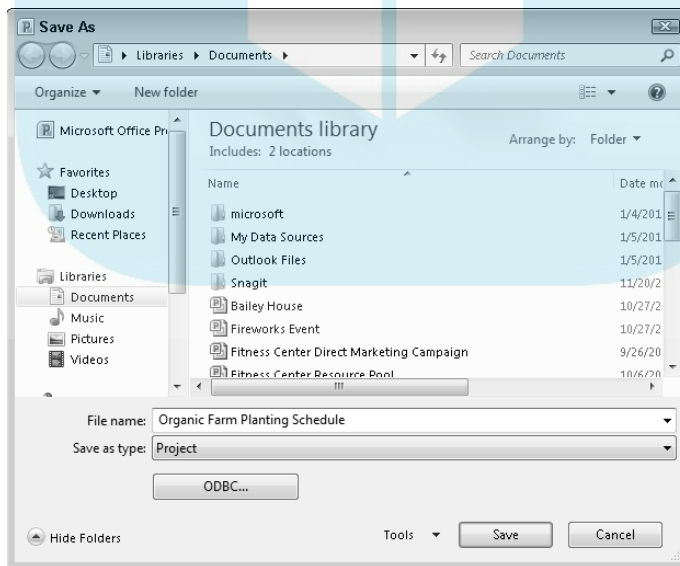 Save As
Libraries ▸ Documents ▸
Search Documents
Organize
New folder
Microsoft Office Pr
Favorites
Desktop
Downloads
Recent Places
Libraries
Documents
Music
Pictures
Videos
Documents library
Includes: 2 locations
Arrange by: Folder
Name
Date mo
microsoft
1/4/201
My Data Sources
1/5/201
Outlook Files
1/5/201
Snagit
11/20/2
Bailey House
10/27/2
Fireworks Event
10/27/2
Fitness Center Direct Marketing Campaign
9/26/20
Fitness Center Resource Pool
10/6/20
File name: Organic Farm Planting Schedule
Save as type: Project
ODBC...
Hide Folders
Tools
Save
Cancel